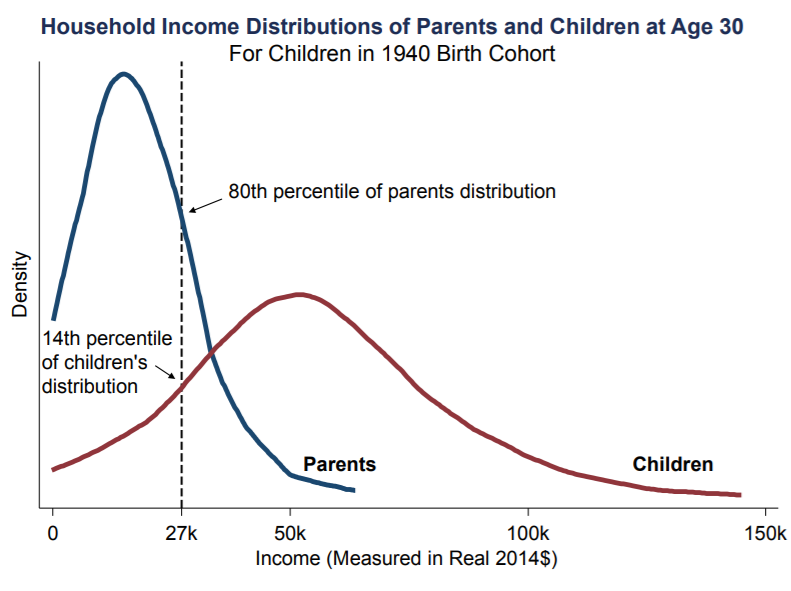 Household Income Distributions of Parents and Children at Age 30
For Children in 1940 Birth Cohort
80th percentile of parents distribution
Density
14th percentile
of children's
distribution
Parents
Children
0
27k
50k
100k
150k
Income (Measured in Real 2014$)